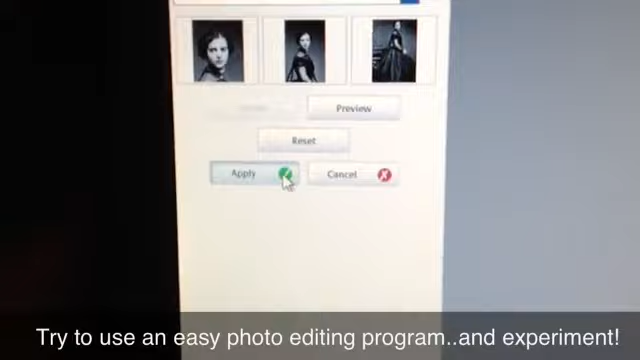 Preview
Reset
Apply
Cancel
Try to use an easy photo editing program..and experiment!